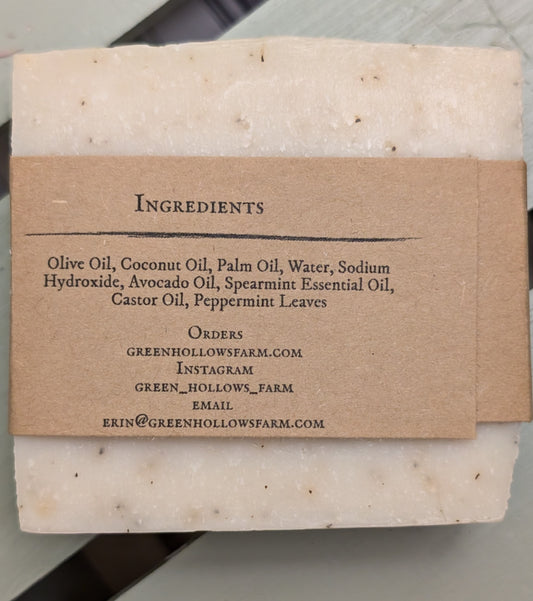 Ingredients
Olive Oil, Coconut Oil, Palm Oil, Water, Sodium
Hydroxide, Avocado Oil, Spearmint Essential Oil,
Castor Oil, Peppermint Leaves
Orders
greenhollowsfarm.com
Instagram
green_hollows_farm
email
erin@greenhollowsfarm.com